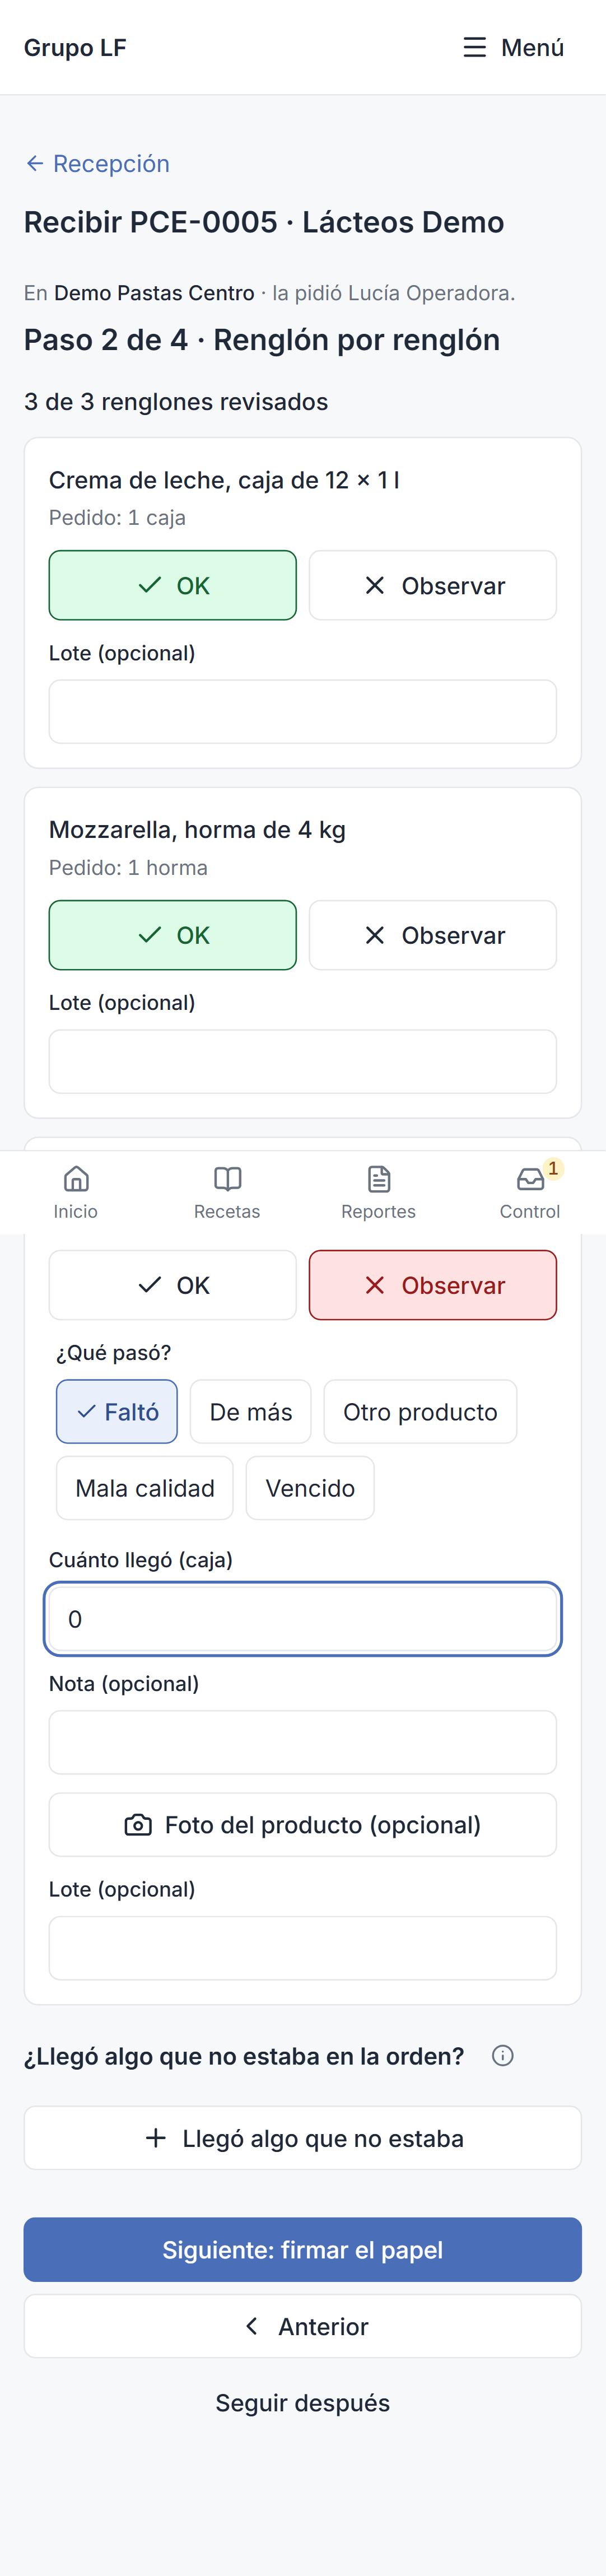 Grupo LF
Menú
Recepción
Recibir PCE-0005 · Lácteos Demo
En Demo Pastas Centro · la pidió Lucía Operadora.
Paso 2 de 4 · Renglón por renglón
3 de 3 renglones revisados
Crema de leche, caja de 12 × 1 l
Pedido: 1 caja
OK
Observar
Lote (opcional)
Mozzarella, horma de 4 kg
Pedido: 1 horma
OK
Observar
Lote (opcional)
1
Inicio
Recetas
Reportes
Control
OK
Observar
¿Qué pasó?
Faltó
De más
Otro producto
Mala calidad
Vencido
Cuánto llegó (caja)
0
Nota (opcional)
Foto del producto (opcional)
Lote (opcional)
¿Llegó algo que no estaba en la orden?
Llegó algo que no estaba
Siguiente: firmar el papel
Anterior
Seguir después